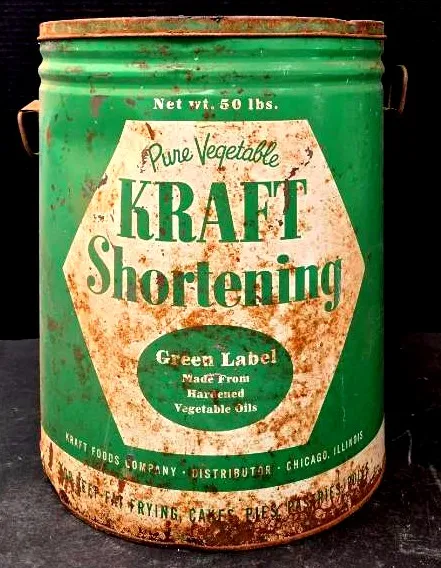 Net wt. 50 lbs.
Pure Vegetable
KRAFT
Shortening
Green Label
Made From
Hardened
Vegetable Oils
KRAFT FOODS COMPANY · DISTRIBUTOR · CHICAGO, ILLINOIS
FRYING, CAKES, PIES